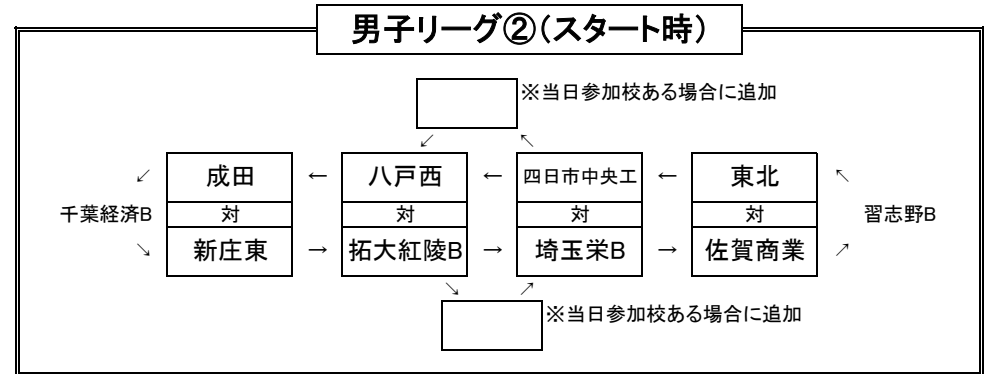 男子リーグ②(スタート時)
※当日参加校ある場合に追加
↙ ↖
↙ 成田 ← 八戸西 ← 四日市中央工 ← 東北 ↖
千葉経済B 対 対 対 対 習志野B
↘ 新庄東 → 拓大紅陵B → 埼玉栄B → 佐賀商業 ↗
↘ ↗
※当日参加校ある場合に追加